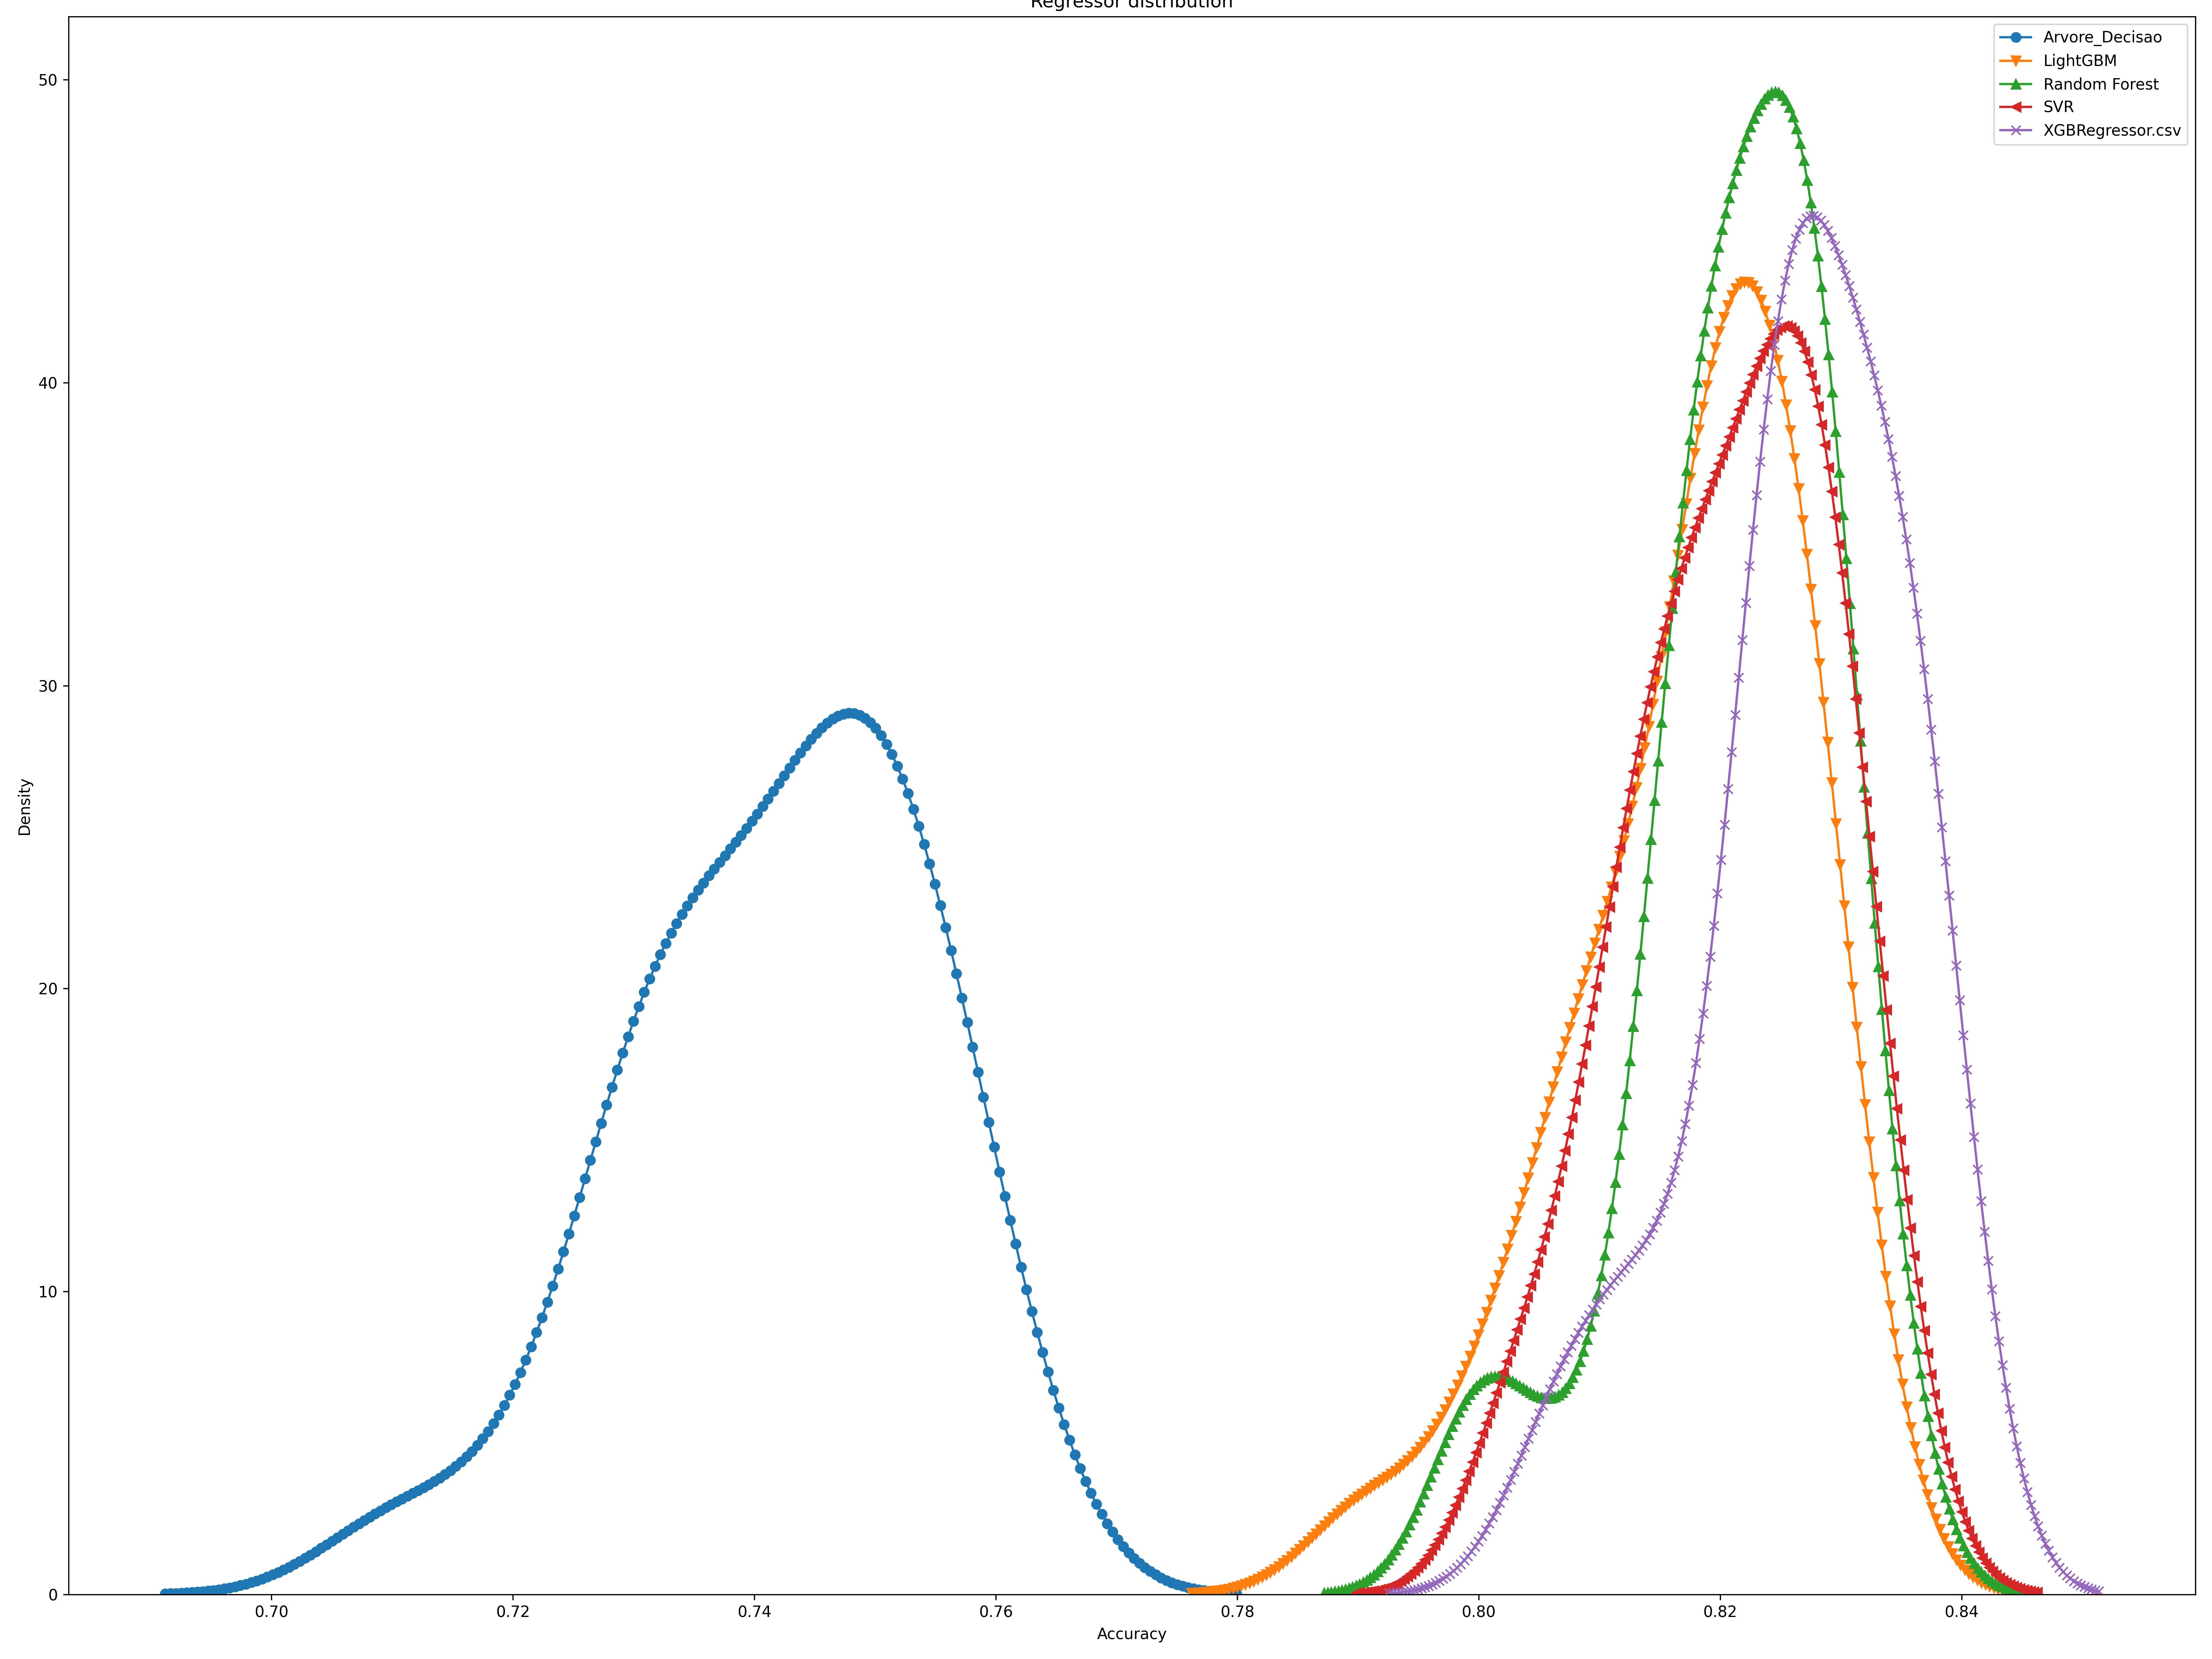 Regressor distribution
Arvore_Decisao
LightGBM
Random Forest
SVR
XGBRegressor.csv
50
40
30
20
10
0
Density
0.70 0.72 0.74 0.76 0.78 0.80 0.82 0.84
Accuracy